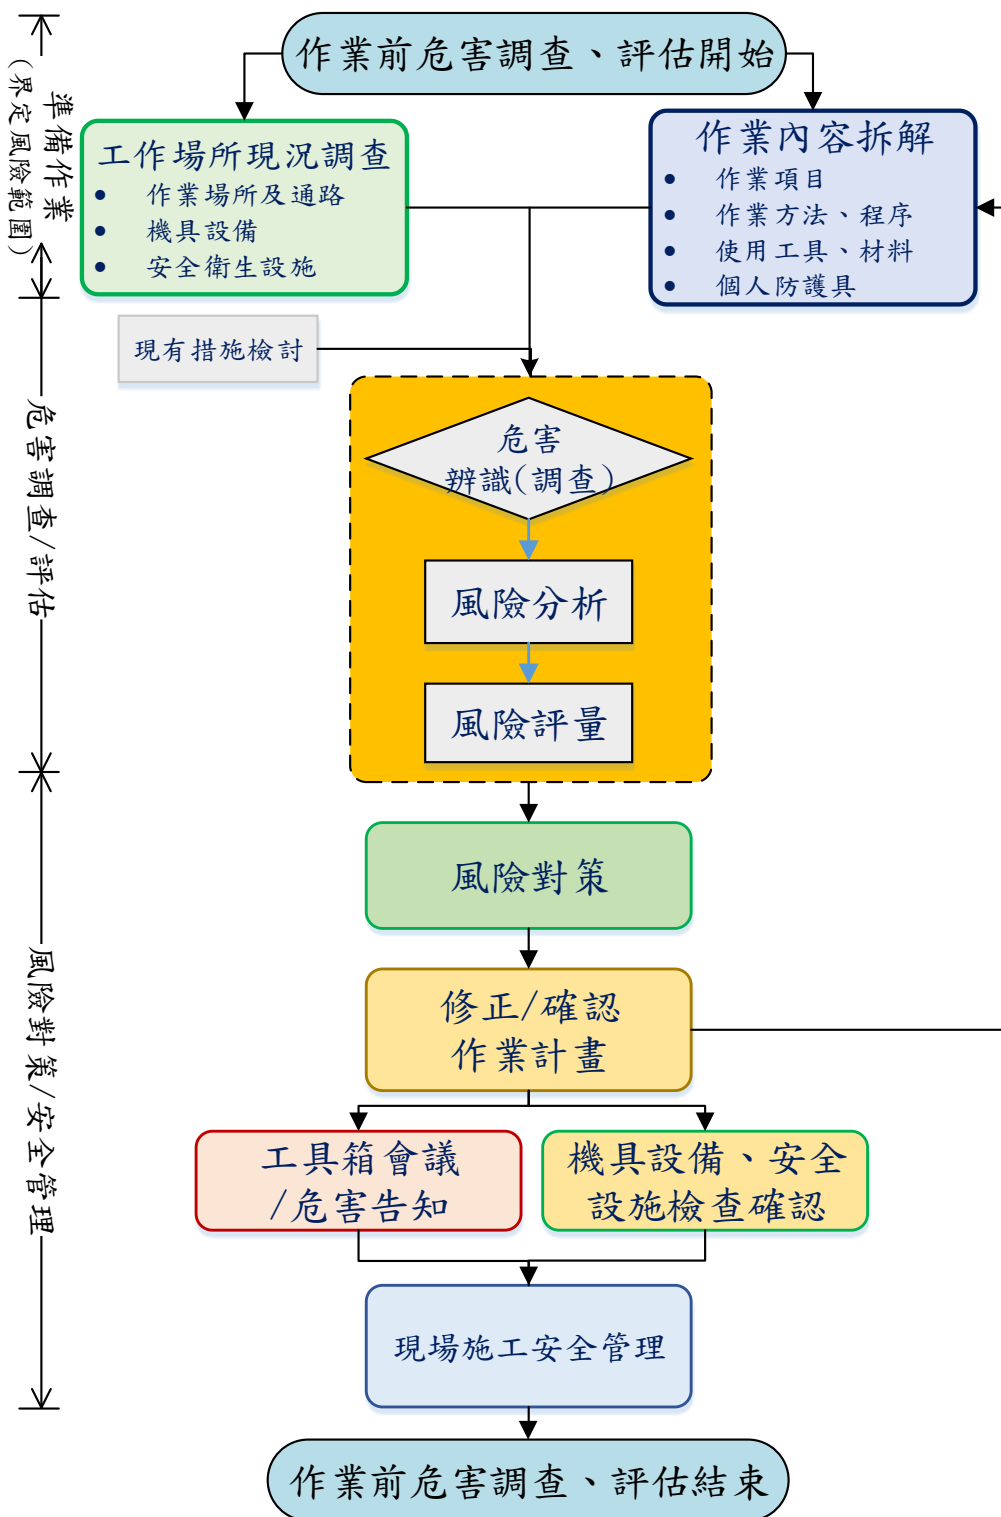 作業前危害調查、評估開始
準備作業
(界定風險範圍)
工作場所現況調查
• 作業場所及通路
• 機具設備
• 安全衛生設施
作業內容拆解
• 作業項目
• 作業方法、程序
• 使用工具、材料
• 個人防護具
現有措施檢討
危害調查/評估
危害
辨識(調查)
風險分析
風險評量
風險對策/安全管理
風險對策
修正/確認
作業計畫
工具箱會議
/危害告知
機具設備、安全
設施檢查確認
現場施工安全管理
作業前危害調查、評估結束